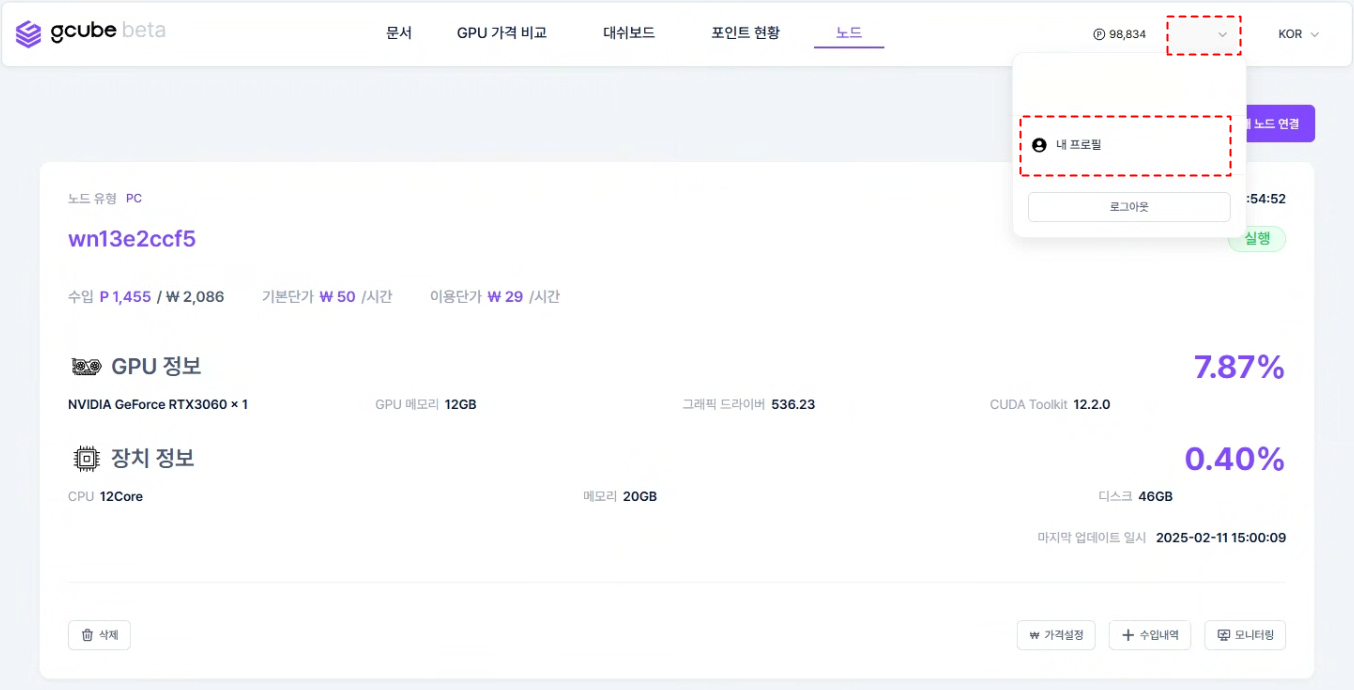 gcube beta
문서 GPU 가격 비교 대쉬보드 포인트 현황 노드 Ⓟ 98,834 KOR
내 프로필
노드 연결
로그아웃
노드 유형 PC
:54:52
wn13e2ccf5
실행
수입 P 1,455 / ₩ 2,086 기본단가 ₩ 50 /시간 이용단가 ₩ 29 /시간
GPU 정보 7.87%
NVIDIA GeForce RTX3060 × 1 GPU 메모리 12GB 그래픽 드라이버 536.23 CUDA Toolkit 12.2.0
장치 정보 0.40%
CPU 12Core 메모리 20GB 디스크 46GB
마지막 업데이트 일시 2025-02-11 15:00:09
삭제 ₩ 가격설정 수입내역 모니터링